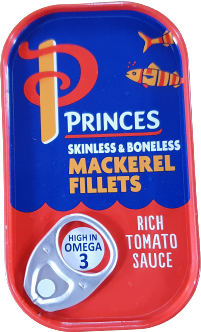 PRINCES
SKINLESS & BONELESS
MACKEREL
FILLETS
RICH
TOMATO
SAUCE
HIGH IN
OMEGA
3